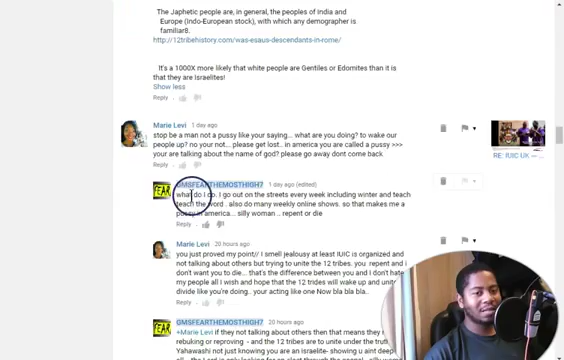 The Japhetic people are, in general, the peoples of India and
Europe (Indo-European stock), with which any demographer is
familiar8.
http://12tribehistory.com/was-esaus-descendants-in-rome/
It's a 1000X more likely that white people are Gentiles or Edomites than it is
that they are Israelites!
Show less
Reply
Marie Levi 1 day ago
stop be a man not a pussy like your saying... what are you doing? to wake our
people up? no your not... please get lost.. in america you are called a pussy >>>
your are talking about the name of god? please go away dont come back
Reply
RE: IUIC UK -
GMSFEARTHEMOSTHIGH7 1 day ago (edited)
FEAR
what do I do. I go out on the streets every week including winter and teach
teach the word . also do many weekly online shows. so that makes me a
pussy in america... silly woman .. repent or die
Reply
Marie Levi 20 hours ago
you just proved my point// I smell jealousy at least IUIC is organized and
not talking about others but trying to unite the 12 tribes. you repent and i
don't want you to die... that's the difference between you and I don't hate
my people all I wish and hope that the 12 trides will wake up and unite
divide like you're doing. your acting like one Now bla bla bla..
Reply
GMSFEARTHEMOSTHIGH7 20 hours ago
FEAR
+Marie Levi if they not talking about others then that means they
rebuking or reproving - and the 12 tribes are to unite under the truth
Yahawashi not just knowing you are an Israelite- showing u aint